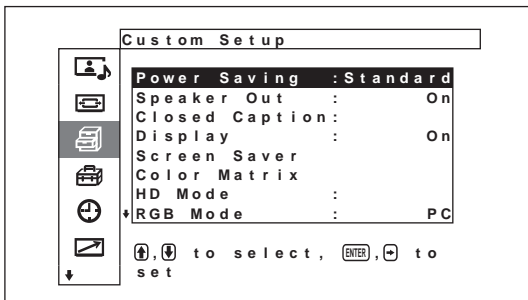 Custom Setup
Power Saving :Standard
Speaker Out : On
Closed Caption:
Display : On
Screen Saver
Color Matrix
HD Mode :
RGB Mode : PC
, to select, ENTER, to
set